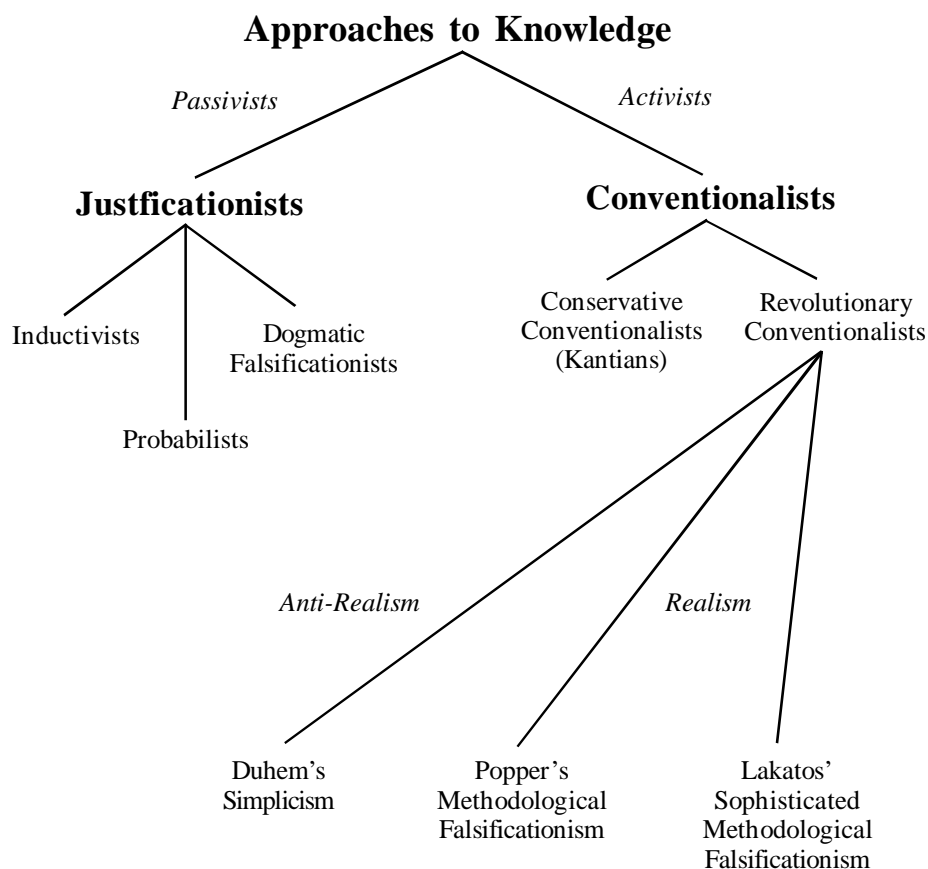 Approaches to Knowledge
Passivists
Activists
Justficationists
Conventionalists
Inductivists
Dogmatic
Falsificationists
Probabilists
Conservative
Conventionalists
(Kantians)
Revolutionary
Conventionalists
Anti-Realism
Realism
Duhem’s
Simplicism
Popper’s
Methodological
Falsificationism
Lakatos’
Sophisticated
Methodological
Falsificationism